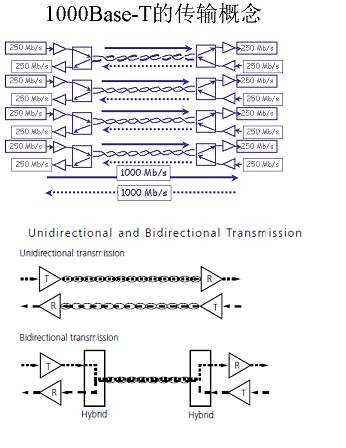 1000Base-T的传输概念
250 Mb/s 250 Mb/s
250 Mb/s 250 Mb/s
250 Mb/s 250 Mb/s
250 Mb/s 250 Mb/s
250 Mb/s 250 Mb/s
250 Mb/s 250 Mb/s
250 Mb/s 250 Mb/s
250 Mb/s 250 Mb/s
1000 Mb/s
1000 Mb/s
Unidirectional and Bidirectional Transmission
Unidirectional transmission
T R
R T
Bidirectional transmission
T R
R T
Hybrid Hybrid